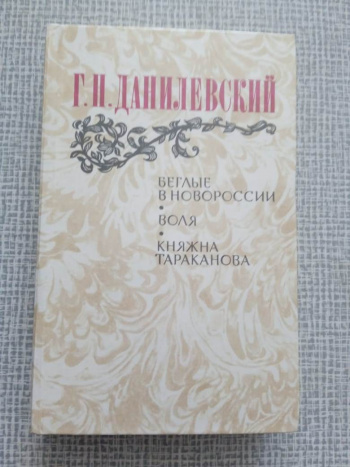 Г.П.ДАНИЛЕВСКИЙ
БЕГЛЫЕ
В НОВОРОССИИ
•
ВОЛЯ
•
КНЯЖНА
ТАРАКАНОВА